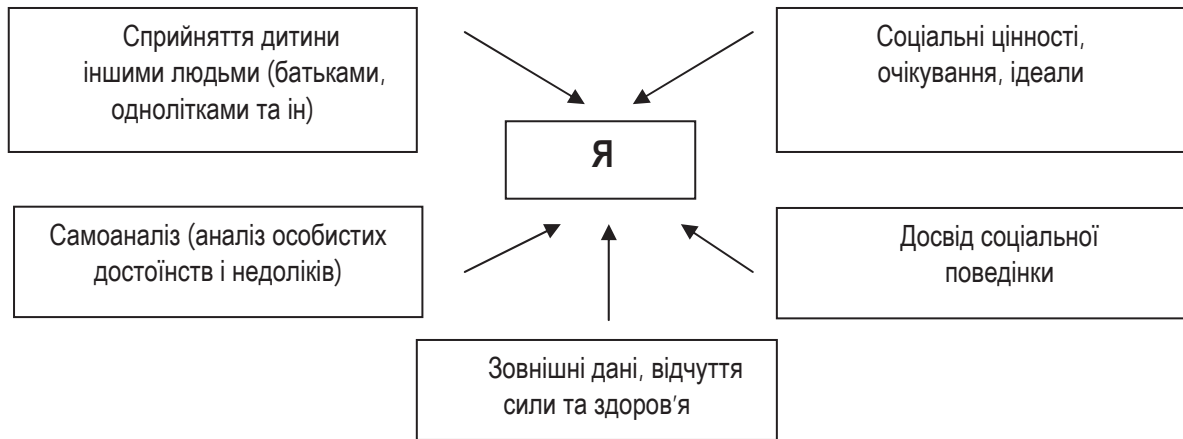 Сприйняття дитини
іншими людьми (батьками,
однолітками та ін)
Соціальні цінності,
очікування, ідеали
Я
Самоаналіз (аналіз особистих
достоїнств і недоліків)
Досвід соціальної
поведінки
Зовнішні дані, відчуття
сили та здоров’я